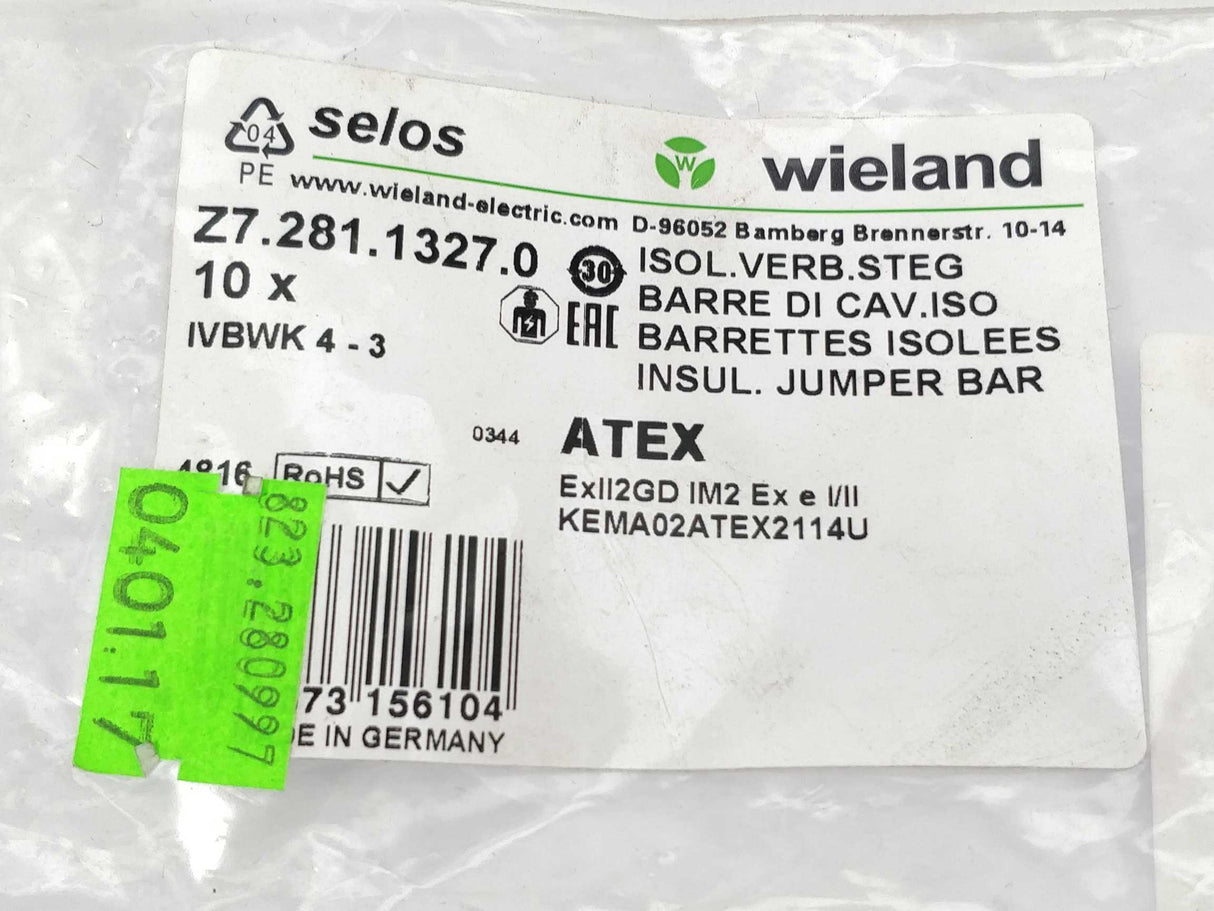 04
PE
selos
wieland
www.wieland-electric.com D-96052 Bamberg Brennerstr. 10-14
Z7.281.1327.0
10 x
IVBWK 4 - 3
30
EAC
ISOL.VERB.STEG
BARRE DI CAV.ISO
BARRETTES ISOLEES
INSUL. JUMPER BAR
0344
ATEX
ExII2GD IM2 Ex e I/II
KEMA02ATEX2114U
4816
RoHS
73 156104
IN GERMANY
0401.17
823.280997